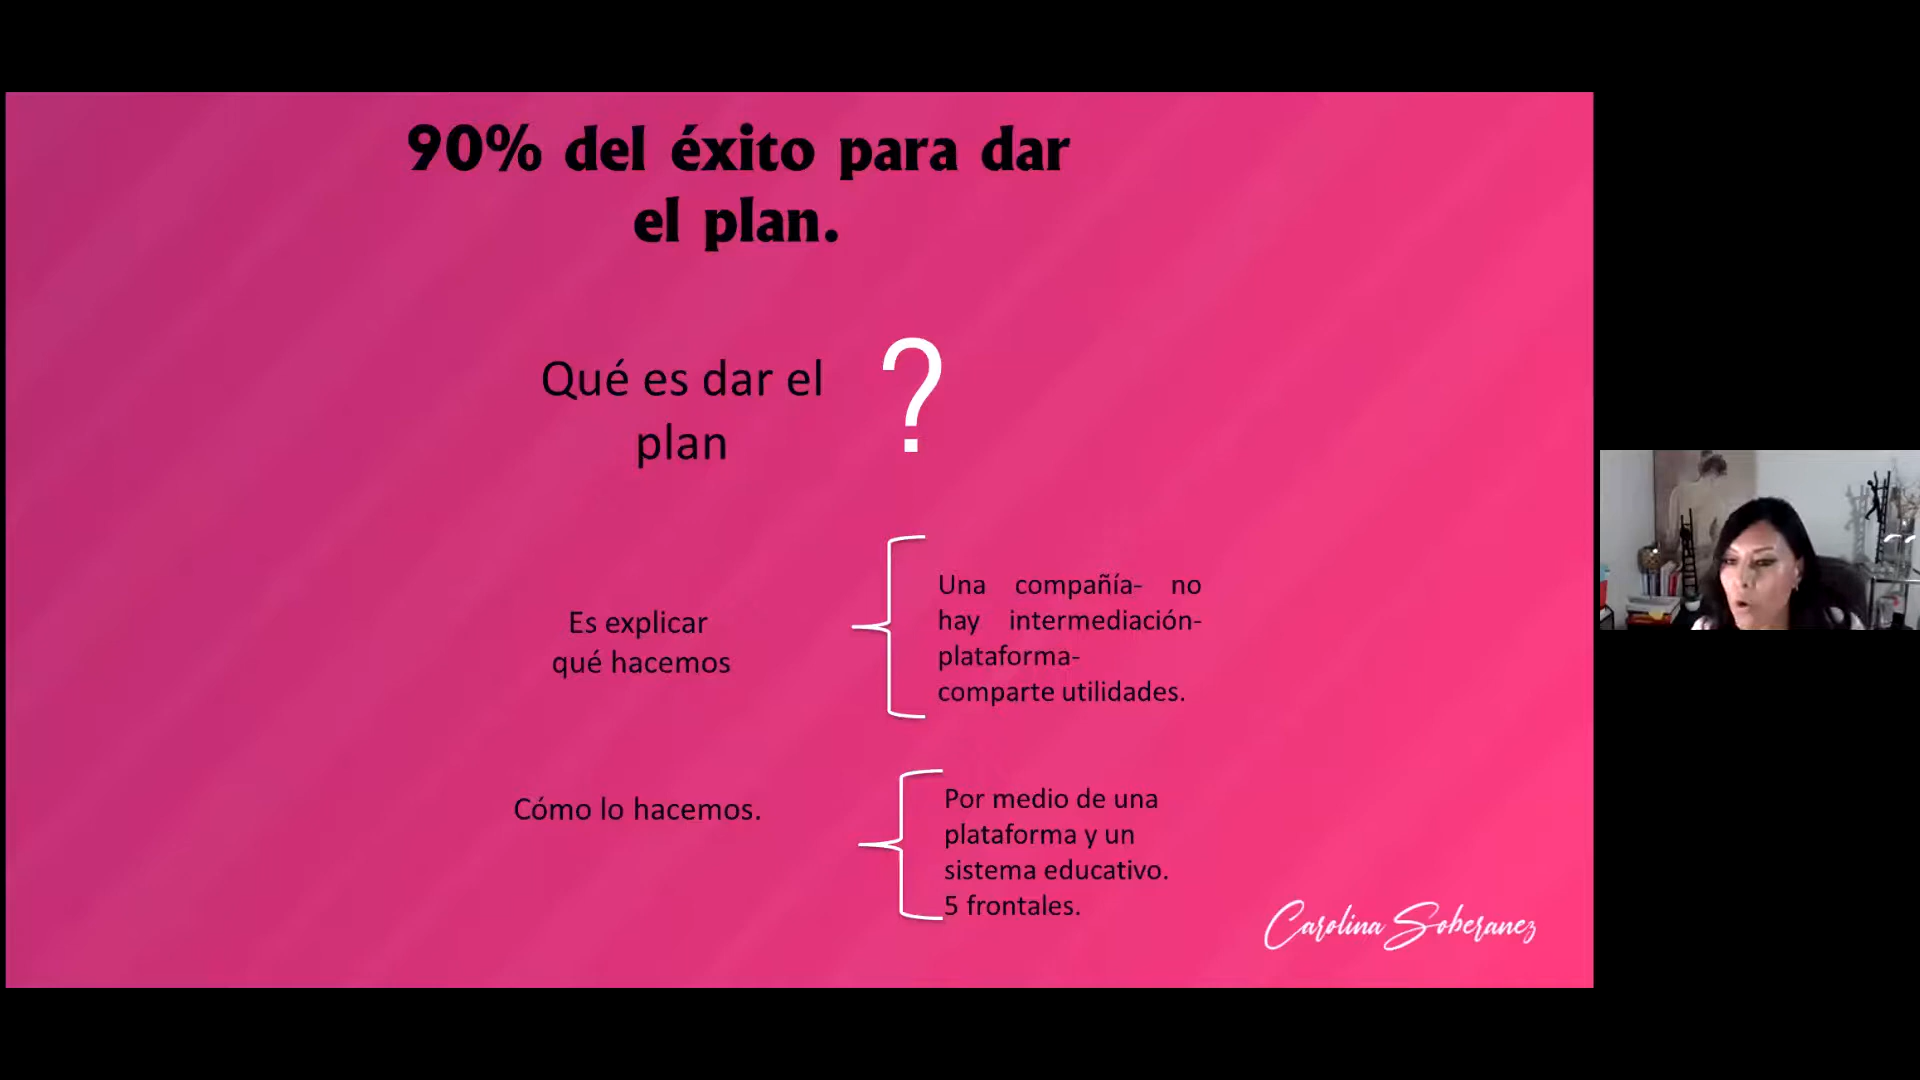 90% del éxito para dar
el plan.
Qué es dar el
plan
?
Es explicar
qué hacemos
Una compañía- no
hay intermediación-
plataforma-
comparte utilidades.
Cómo lo hacemos.
Por medio de una
plataforma y un
sistema educativo.
5 frontales.
Carolina Soberanez